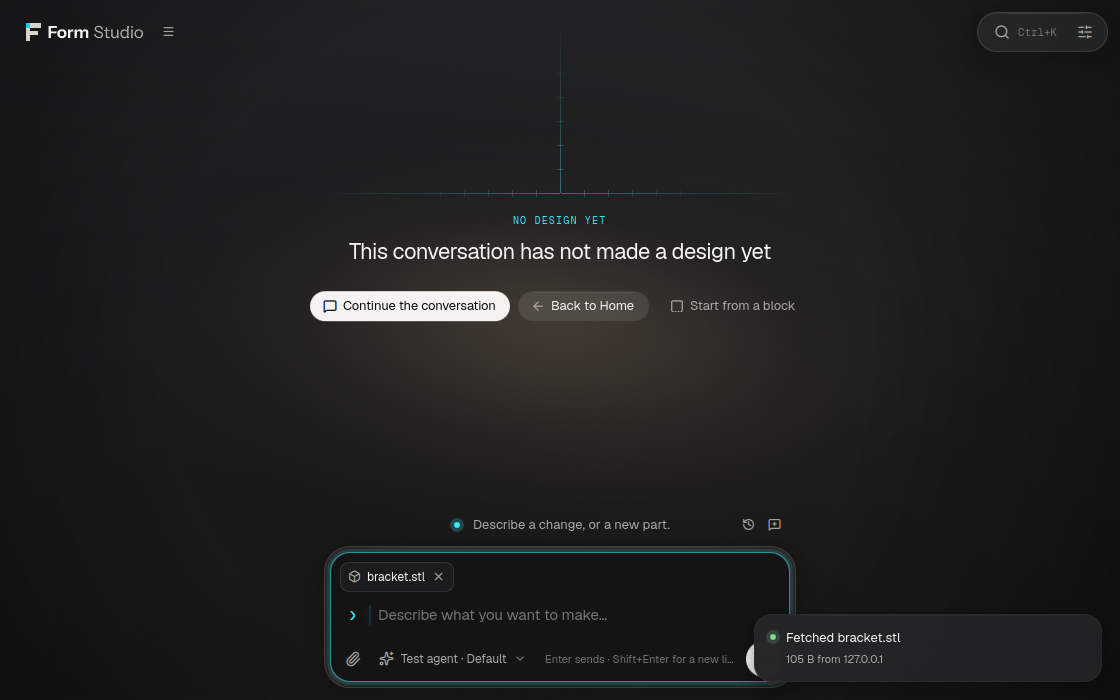 Form Studio
Ctrl+K
NO DESIGN YET
This conversation has not made a design yet
Continue the conversation
Back to Home
Start from a block
Describe a change, or a new part.
bracket.stl
Describe what you want to make...
Test agent · Default
Enter sends · Shift+Enter for a new li...
Fetched bracket.stl
105 B from 127.0.0.1